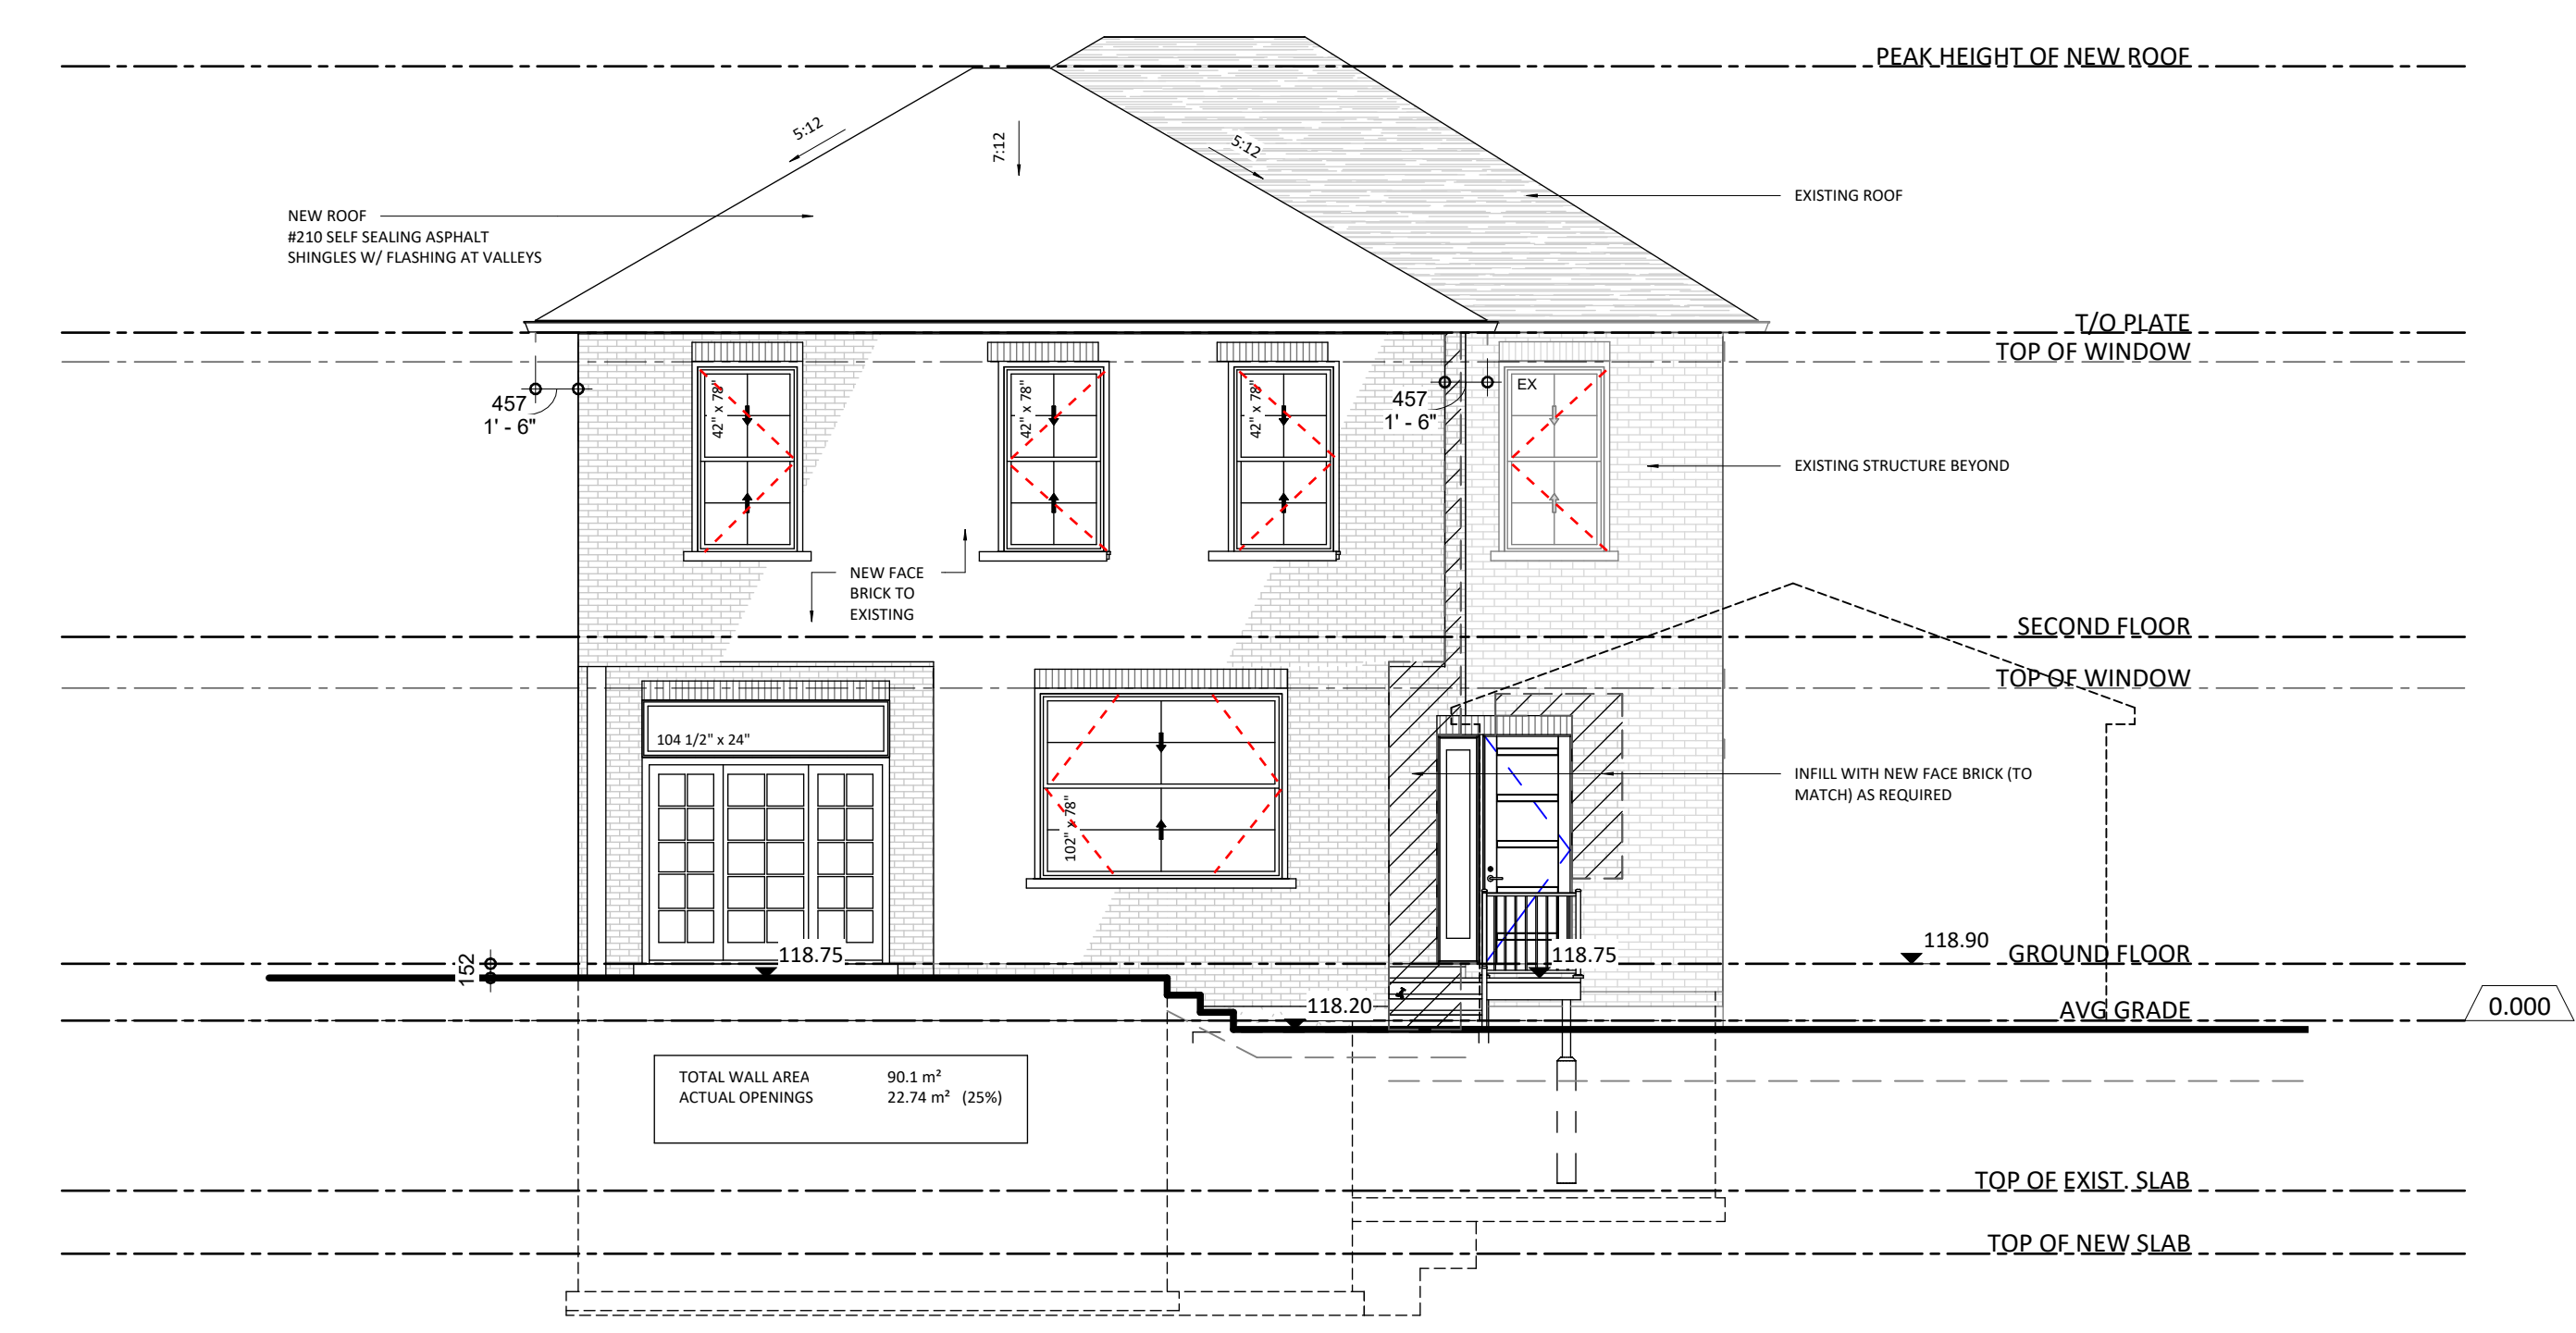 PEAK HEIGHT OF NEW ROOF
5:12
7:12
5:12
EXISTING ROOF
NEW ROOF
#210 SELF SEALING ASPHALT
SHINGLES W/ FLASHING AT VALLEYS
T/O PLATE
TOP OF WINDOW
42" x 78"
42" x 78"
42" x 78"
EX
457
1' - 6"
457
1' - 6"
EXISTING STRUCTURE BEYOND
NEW FACE
BRICK TO
EXISTING
SECOND FLOOR
TOP OF WINDOW
104 1/2" x 24"
102" x 78"
INFILL WITH NEW FACE BRICK (TO
MATCH) AS REQUIRED
118.75
118.75
118.90
GROUND FLOOR
152
118.20
AVG GRADE
0.000
TOTAL WALL AREA 90.1 m²
ACTUAL OPENINGS 22.74 m² (25%)
TOP OF EXIST. SLAB
TOP OF NEW SLAB